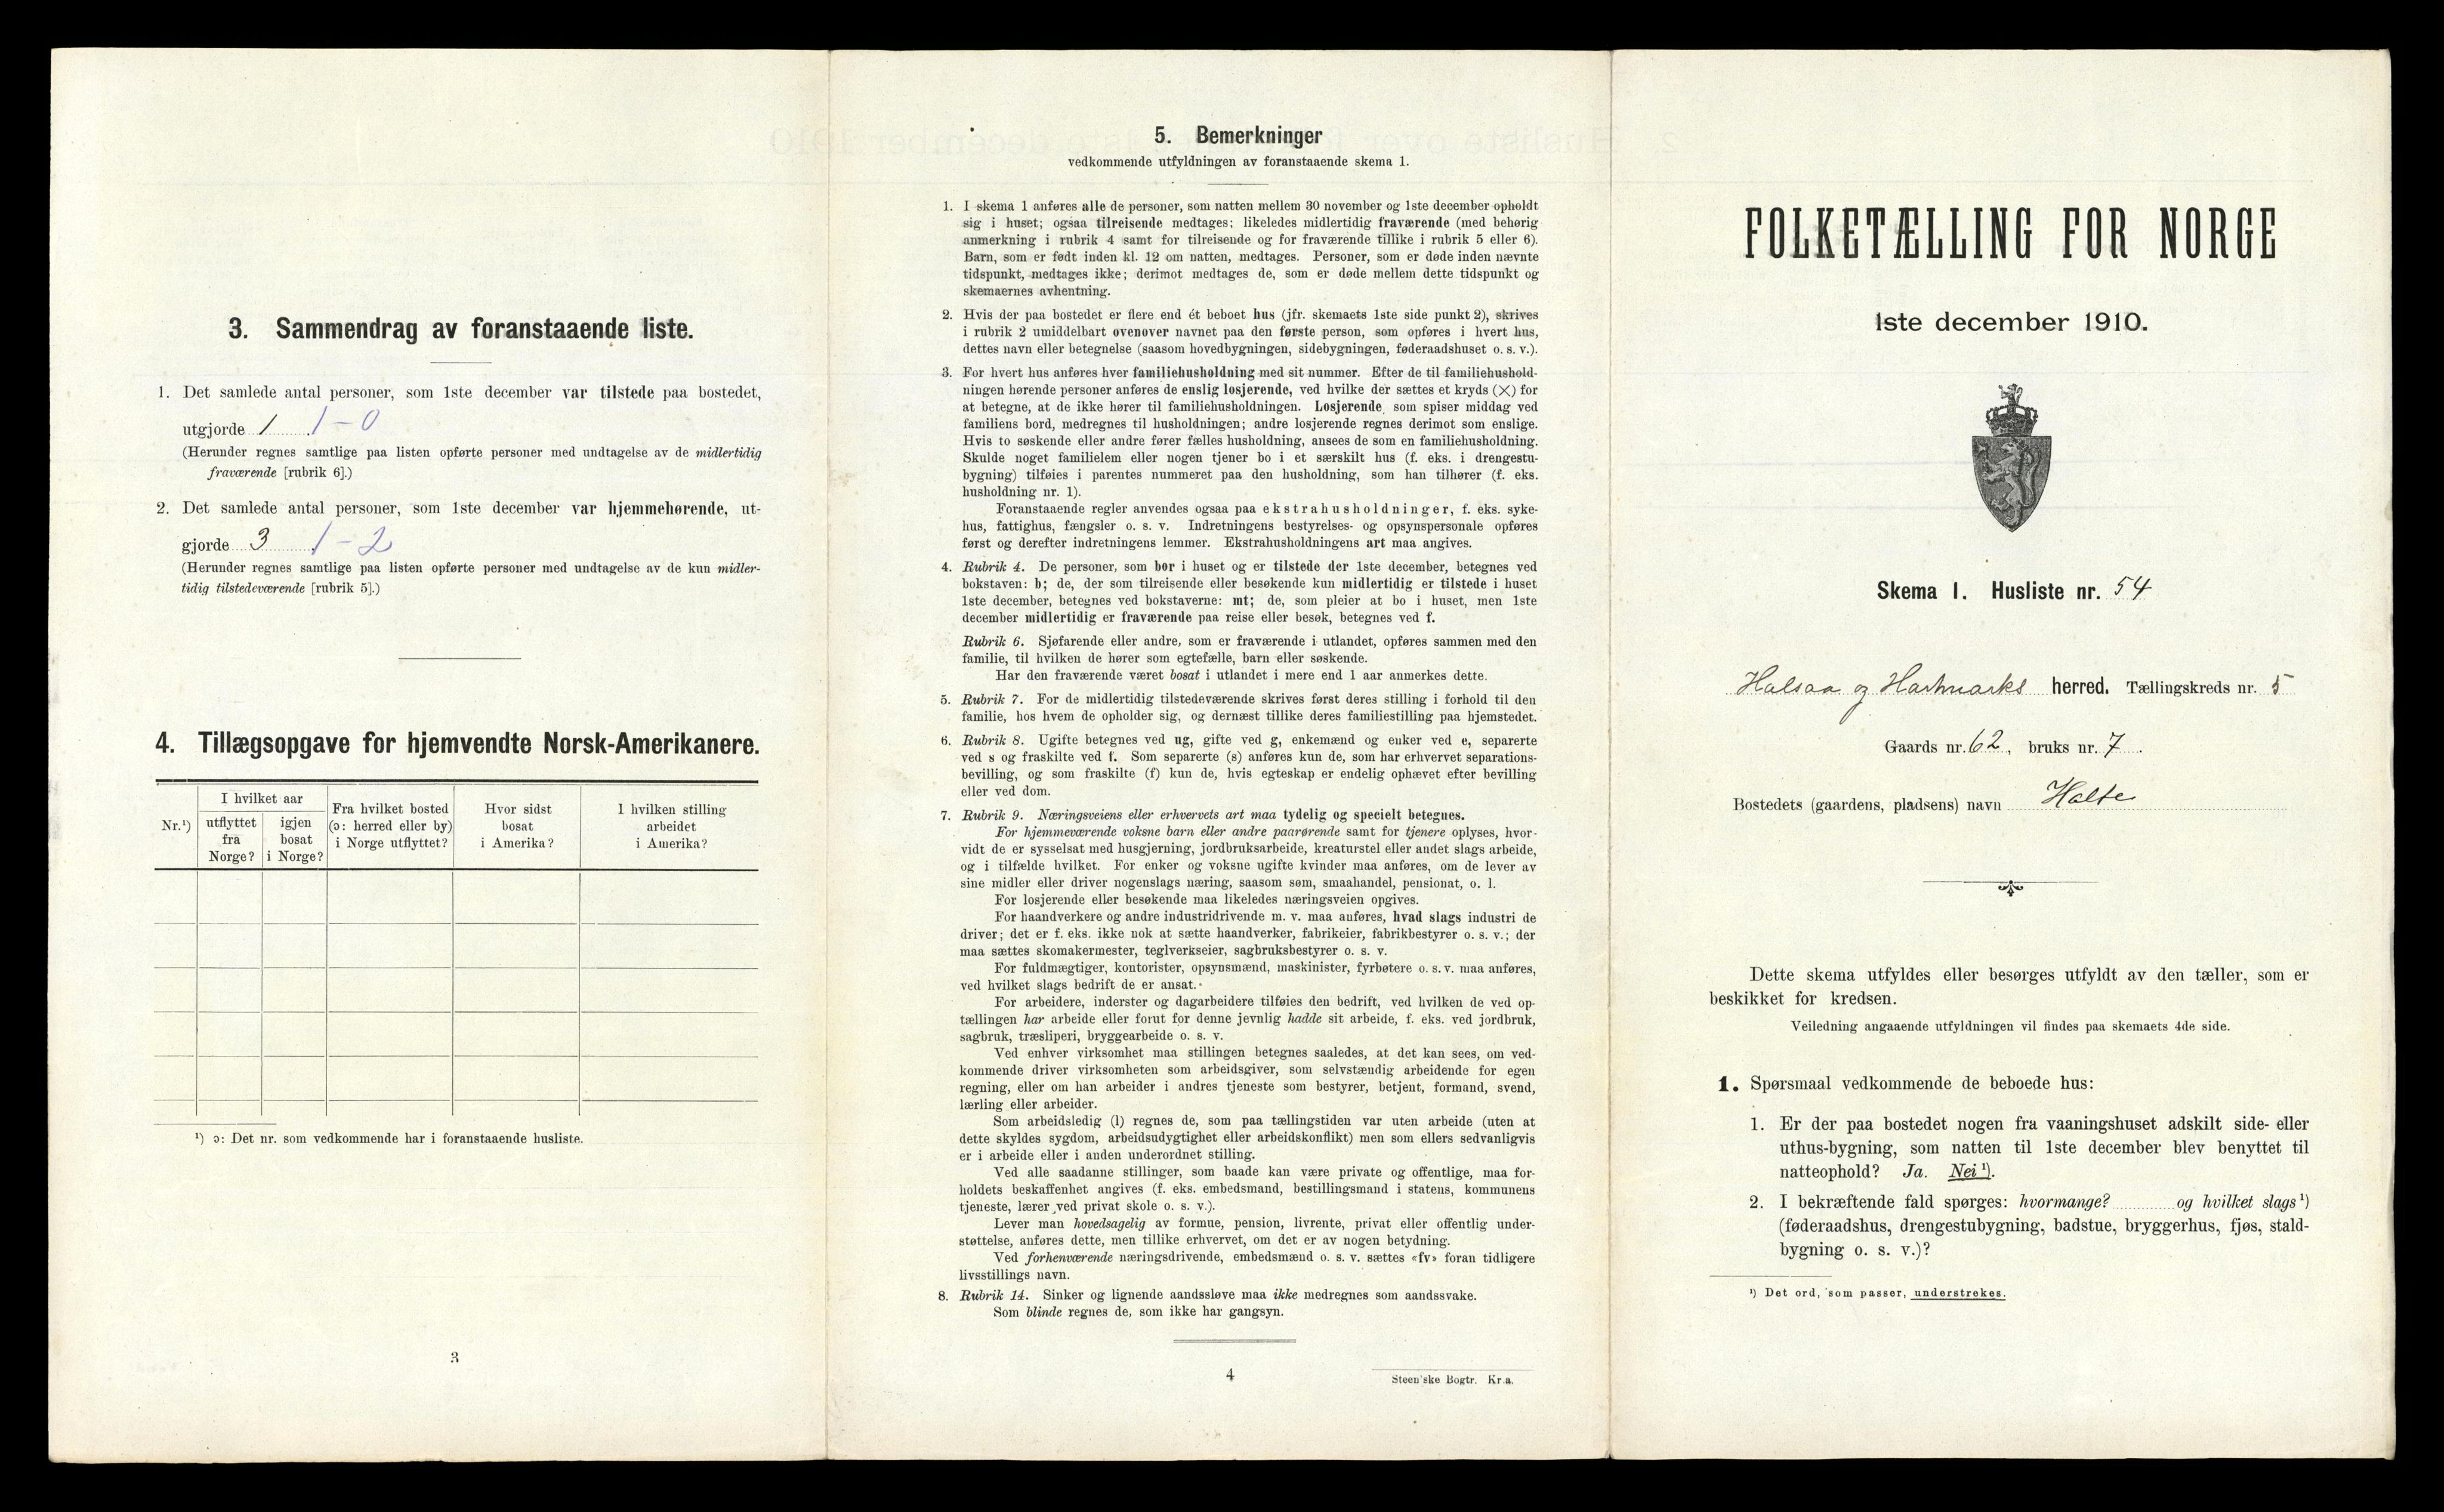 3. Sammendrag av foranstaaende liste.
1. Det samlede antal personer, som 1ste december var tilstede paa bostedet,
utgjorde 1 1-0
(Herunder regnes samtlige paa listen opførte personer med undtagelse av de midlertidig
fraværende [rubrik 6].)
2. Det samlede antal personer, som 1ste december var hjemmehørende, ut-
gjorde 3 1-2
(Herunder regnes samtlige paa listen opførte personer med undtagelse av de kun midler-
tidig tilstedeværende [rubrik 5].)
4. Tillægsopgave for hjemvendte Norsk-Amerikanere.
Nr.¹)
I hvilket aar
utflyttet
fra
Norge?
igjen
bosat
i Norge?
Fra hvilket bosted
(ɔ: herred eller by)
i Norge utflyttet?
Hvor sidst
bosat
i Amerika?
I hvilken stilling
arbeidet
i Amerika?
¹) ɔ: Det nr. som vedkommende har i foranstaaende husliste.
3
5. Bemerkninger
vedkommende utfyldningen av foranstaaende skema 1.
1. I skema 1 anføres alle de personer, som natten mellem 30 november og 1ste december opholdt
sig i huset; ogsaa tilreisende medtages; likeledes midlertidig fraværende (med behørig
anmerkning i rubrik 4 samt for tilreisende og for fraværende tillike i rubrik 5 eller 6).
Barn, som er født inden kl. 12 om natten, medtages. Personer, som er døde inden nævnte
tidspunkt, medtages ikke; derimot medtages de, som er døde mellem dette tidspunkt og
skemaernes avhentning.
2. Hvis der paa bostedet er flere end ét beboet hus (jfr. skemaets 1ste side punkt 2), skrives
i rubrik 2 umiddelbart ovenover navnet paa den første person, som opføres i hvert hus,
dettes navn eller betegnelse (saasom hovedbygningen, sidebygningen, føderaadshuset o. s. v.).
3. For hvert hus anføres hver familiehusholdning med sit nummer. Efter de til familiehushold-
ningen hørende personer anføres de enslig losjerende, ved hvilke der sættes et kryds (×) for
at betegne, at de ikke hører til familiehusholdningen. Losjerende som spiser middag ved
familiens bord, medregnes til husholdningen; andre losjerende regnes derimot som enslige.
Hvis to søskende eller andre fører fælles husholdning, ansees de som en familiehusholdning.
Skulde noget familielem eller nogen tjener bo i et særskilt hus (f. eks. i drengestu-
bygning) tilføies i parentes nummeret paa den husholdning, som han tilhører (f. eks.
husholdning nr. 1).
Foranstaaende regler anvendes ogsaa paa ekstrahusholdninger, f. eks. syke-
hus, fattighus, fængsler o. s. v. Indretningens bestyrelses- og opsynspersonale opføres
først og derefter indretningens lemmer. Ekstrahusholdningens art maa angives.
4. Rubrik 4. De personer, som bor i huset og er tilstede der 1ste december, betegnes ved
bokstaven: b; de, der som tilreisende eller besøkende kun midlertidig er tilstede i huset
1ste december, betegnes ved bokstaverne: mt; de, som pleier at bo i huset, men 1ste
december midlertidig er fraværende paa reise eller besøk, betegnes ved f.
Rubrik 6. Sjøfarende eller andre, som er fraværende i utlandet, opføres sammen med den
familie, til hvilken de hører som egtefælle, barn eller søskende.
Har den fraværende været bosat i utlandet i mere end 1 aar anmerkes dette.
5. Rubrik 7. For de midlertidig tilstedeværende skrives først deres stilling i forhold til den
familie, hos hvem de opholder sig, og dernæst tillike deres familiestilling paa hjemstedet.
6. Rubrik 8. Ugifte betegnes ved ug, gifte ved g, enkemænd og enker ved e, separerte
ved s og fraskilte ved f. Som separerte (s) anføres kun de, som har erhvervet separations-
bevilling, og som fraskilte (f) kun de, hvis egteskap er endelig ophævet efter bevilling
eller ved dom.
7. Rubrik 9. Næringsveiens eller erhvervets art maa tydelig og specielt betegnes.
For hjemmeværende voksne barn eller andre paarørende samt for tjenere oplyses, hvor-
vidt de er sysselsat med husgjerning, jordbruksarbeide, kreaturstel eller andet slags arbeide,
og i tilfælde hvilket. For enker og voksne ugifte kvinder maa anføres, om de lever av
sine midler eller driver nogenslags næring, saasom søm, smaahandel, pensionat, o. l.
For losjerende eller besøkende maa likeledes næringsveien opgives.
For haandverkere og andre industridrivende m. v. maa anføres, hvad slags industri de
driver; det er f. eks. ikke nok at sætte haandverker, fabrikeier, fabrikbestyrer o. s. v.; der
maa sættes skomakermester, teglverkseier, sagbruksbestyrer o. s. v.
For fuldmægtiger, kontorister, opsynsmænd, maskinister, fyrbøtere o. s. v. maa anføres,
ved hvilket slags bedrift de er ansat.
For arbeidere, inderster og dagarbeidere tilføies den bedrift, ved hvilken de ved op-
tællingen har arbeide eller forut for denne jevnlig hadde sit arbeide, f. eks. ved jordbruk,
sagbruk, træsliperi, bryggearbeide o. s. v.
Ved enhver virksomhet maa stillingen betegnes saaledes, at det kan sees, om ved-
kommende driver virksomheten som arbeidsgiver, som selvstændig arbeidende for egen
regning, eller om han arbeider i andres tjeneste som bestyrer, betjent, formand, svend,
lærling eller arbeider.
Som arbeidsledig (l) regnes de, som paa tællingstiden var uten arbeide (uten at
dette skyldes sygdom, arbeidsudygtighet eller arbeidskonflikt) men som ellers sedvanligvis
er i arbeide eller i anden underordnet stilling.
Ved alle saadanne stillinger, som baade kan være private og offentlige, maa for-
holdets beskaffenhet angives (f. eks. embedsmand, bestillingsmand i statens, kommunens
tjeneste, lærer ved privat skole o. s. v.).
Lever man hovedsagelig av formue, pension, livrente, privat eller offentlig under-
støttelse, anføres dette, men tillike erhvervet, om det er av nogen betydning.
Ved forhenværende næringsdrivende, embedsmænd o. s. v. sættes «fv» foran tidligere
livsstillings navn.
8. Rubrik 14. Sinker og lignende aandssløve maa ikke medregnes som aandssvake.
Som blinde regnes de, som ikke har gangsyn.
4
Steen'ske Bogtr. Kr.a.
FOLKETÆLLING FOR NORGE
1ste december 1910.
Skema 1. Husliste nr. 54
Halsaa og Hartmarks herred. Tællingskreds nr. 5
Gaards nr. 62, bruks nr. 7.
Bostedets (gaardens, pladsens) navn Halse
Dette skema utfyldes eller besørges utfyldt av den tæller, som er
beskikket for kredsen.
Veiledning angaaende utfyldningen vil findes paa skemaets 4de side.
1. Spørsmaal vedkommende de beboede hus:
1. Er der paa bostedet nogen fra vaaningshuset adskilt side- eller
uthus-bygning, som natten til 1ste december blev benyttet til
natteophold? Ja. Nei¹).
2. I bekræftende fald spørges: hvormange? og hvilket slags¹)
(føderaadshus, drengestubygning, badstue, bryggerhus, fjøs, stald-
bygning o. s. v.)?
¹) Det ord, som passer, understrekes.